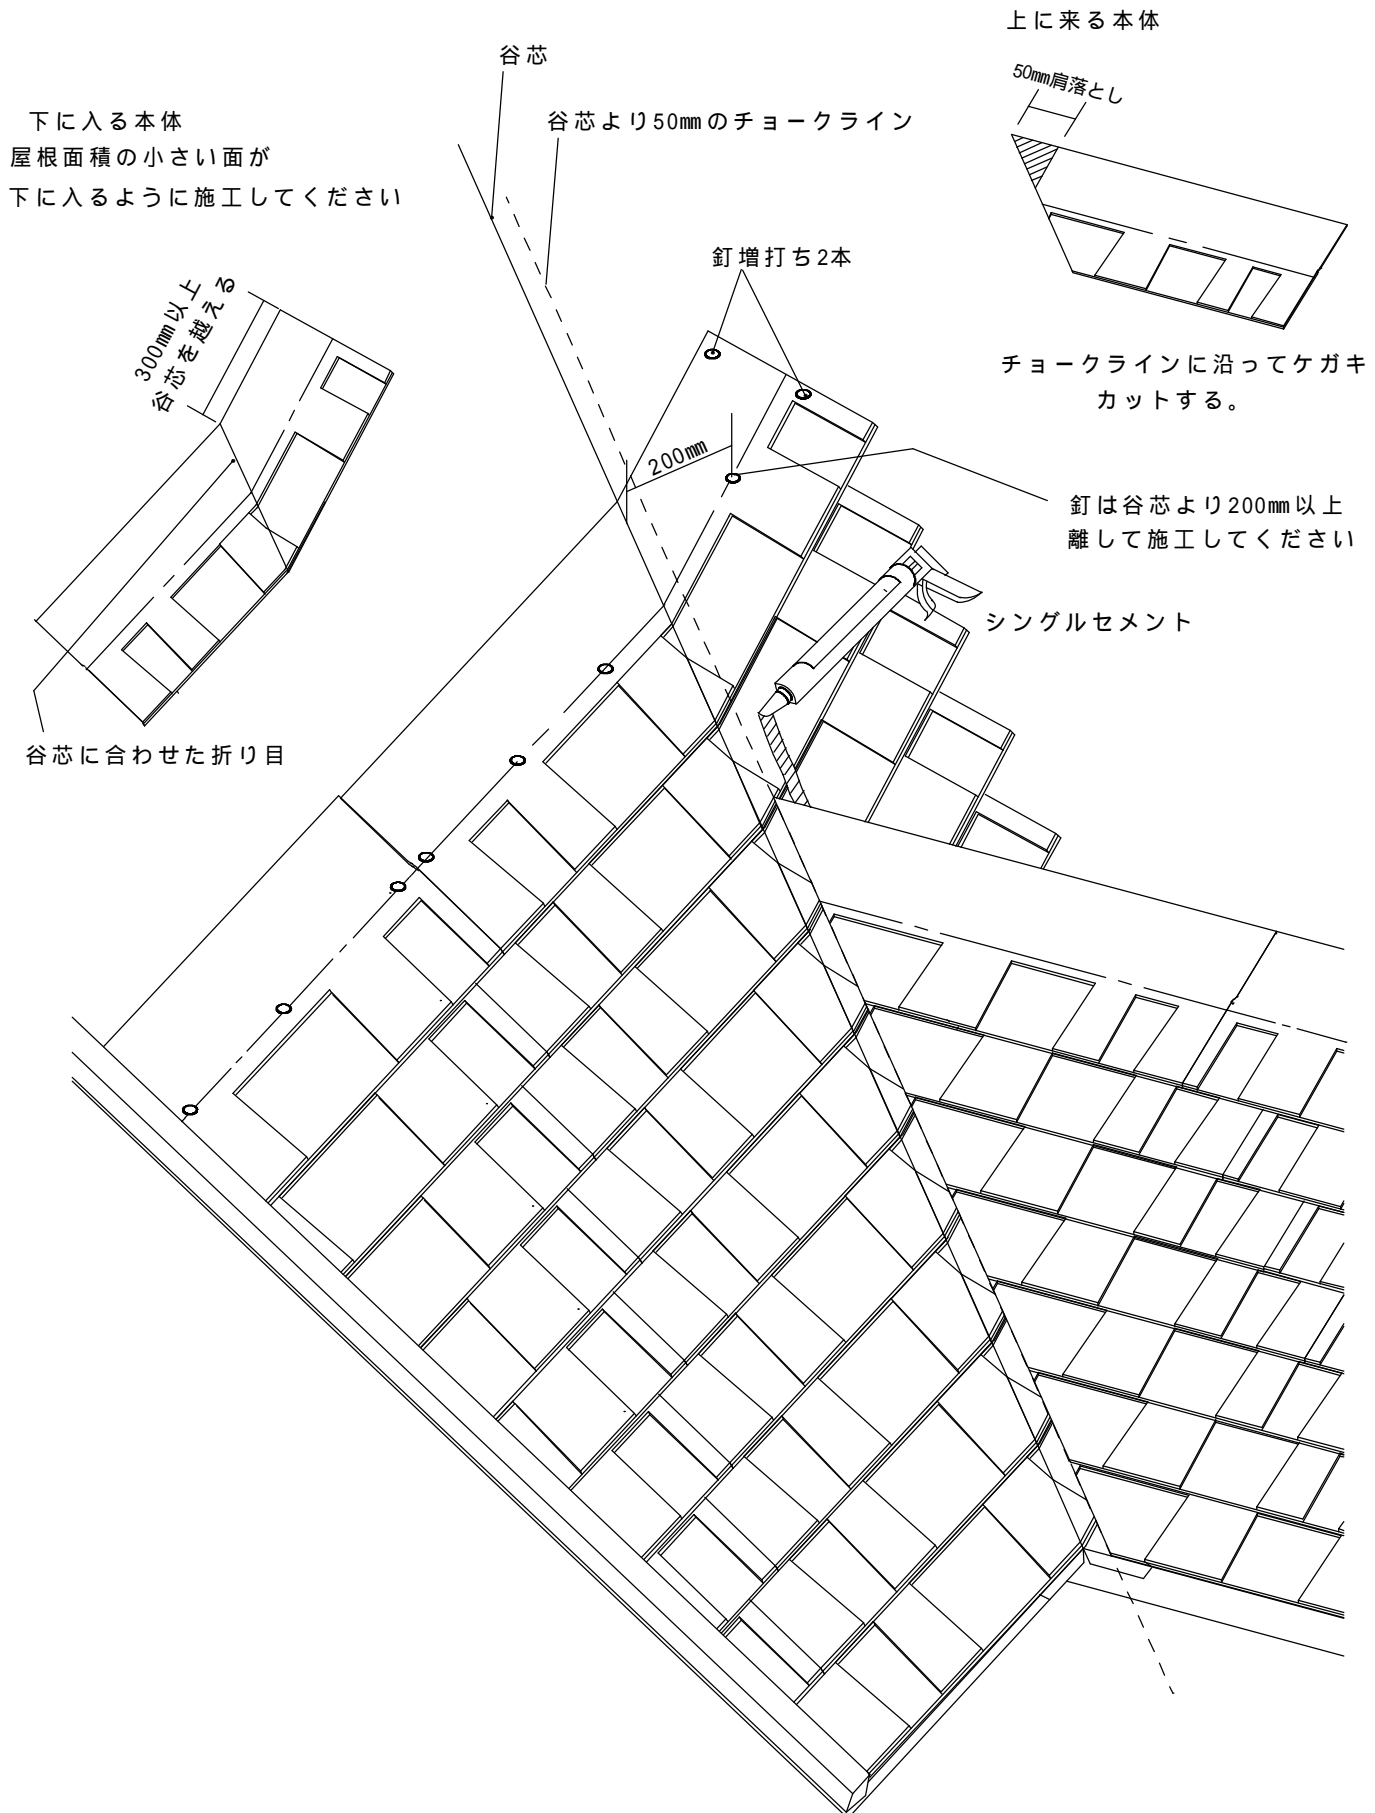 上に来る本体
50mm肩落とし
谷芯
谷芯より50mmのチョークライン
下に入る本体
屋根面積の小さい面が
下に入るように施工してください
釘増打ち2本
300mm以上
谷芯を越える
チョークラインに沿ってケガキ
カットする。
200mm
釘は谷芯より200mm以上
離して施工してください
シングルセメント
谷芯に合わせた折り目